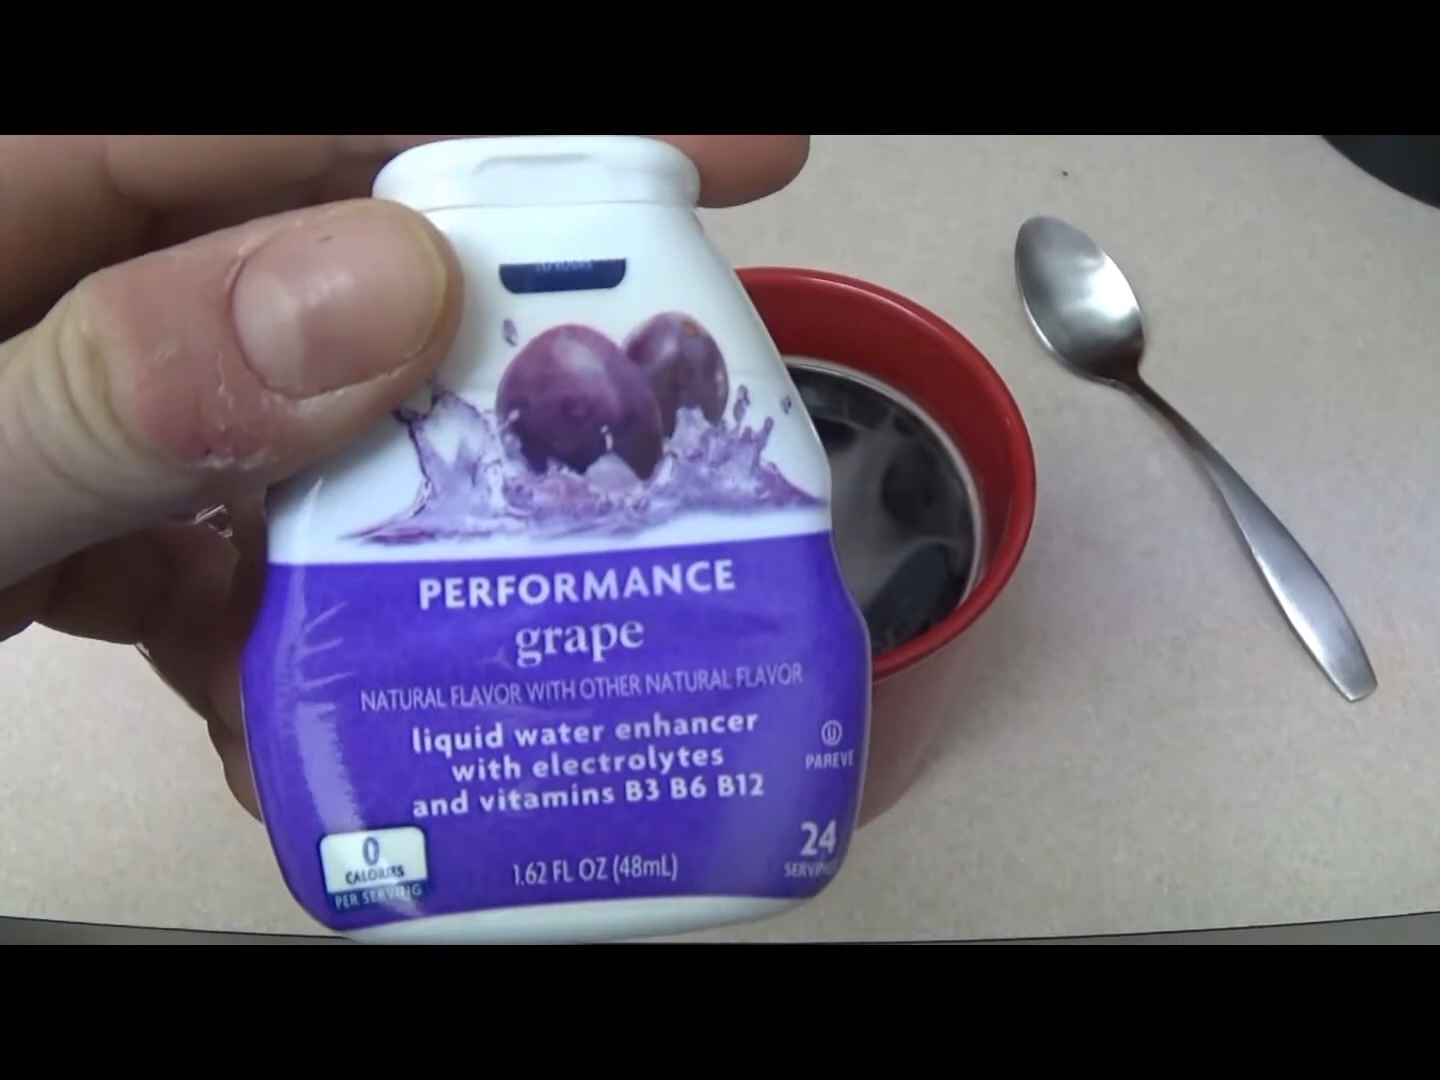 PERFORMANCE
grape
NATURAL FLAVOR WITH OTHER NATURAL FLAVOR
liquid water enhancer
with electrolytes
and vitamins B3 B6 B12
U
PAREVE
0
CALORIES
PER SERVING
1.62 FL OZ (48mL)
24